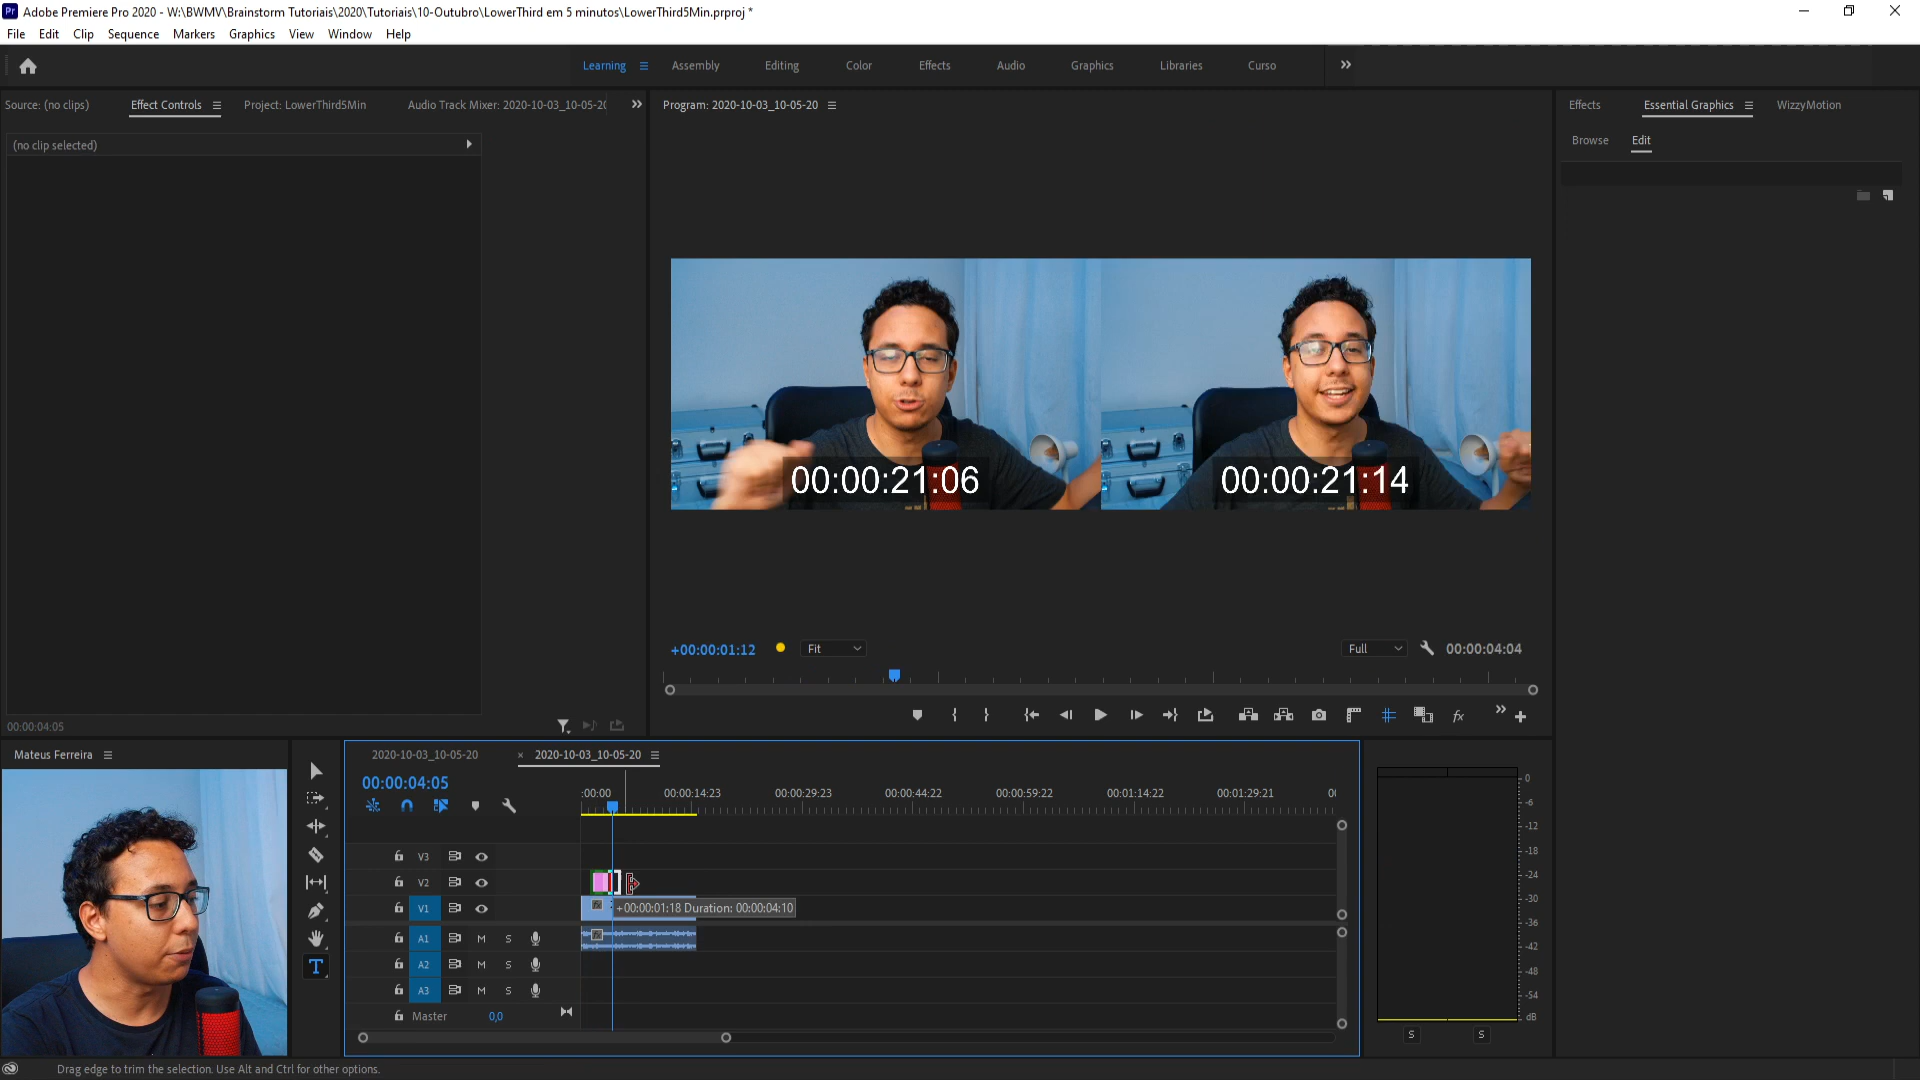 Pr Adobe Premiere Pro 2020 - W:\BWMV\Brainstorm Tutoriais\2020\Tutoriais\10-Outubro\LowerThird em 5 minutos\LowerThird5Min.prproj *
File Edit Clip Sequence Markers Graphics View Window Help
Learning Assembly Editing Color Effects Audio Graphics Libraries Curso
Source: (no clips) Effect Controls Project: LowerThird5Min Audio Track Mixer: 2020-10-03_10-05-20
Program: 2020-10-03_10-05-20
Effects Essential Graphics WizzyMotion
(no clip selected)
Browse Edit
00:00:21:06 00:00:21:14
+00:00:01:12 Fit Full 00:00:04:04
00:00:04:05
Mateus Ferreira
2020-10-03_10-05-20 × 2020-10-03_10-05-20
00:00:04:05
:00:00 00:00:14:23 00:00:29:23 00:00:44:22 00:00:59:22 00:01:14:22 00:01:29:21
V3
V2
V1
+00:00:01:18 Duration: 00:00:04:10
A1 M S
A2 M S
A3 M S
Master 0,0
0
-6
-12
-18
-24
-30
-36
-42
-48
-54
dB
S S
Drag edge to trim the selection. Use Alt and Ctrl for other options.